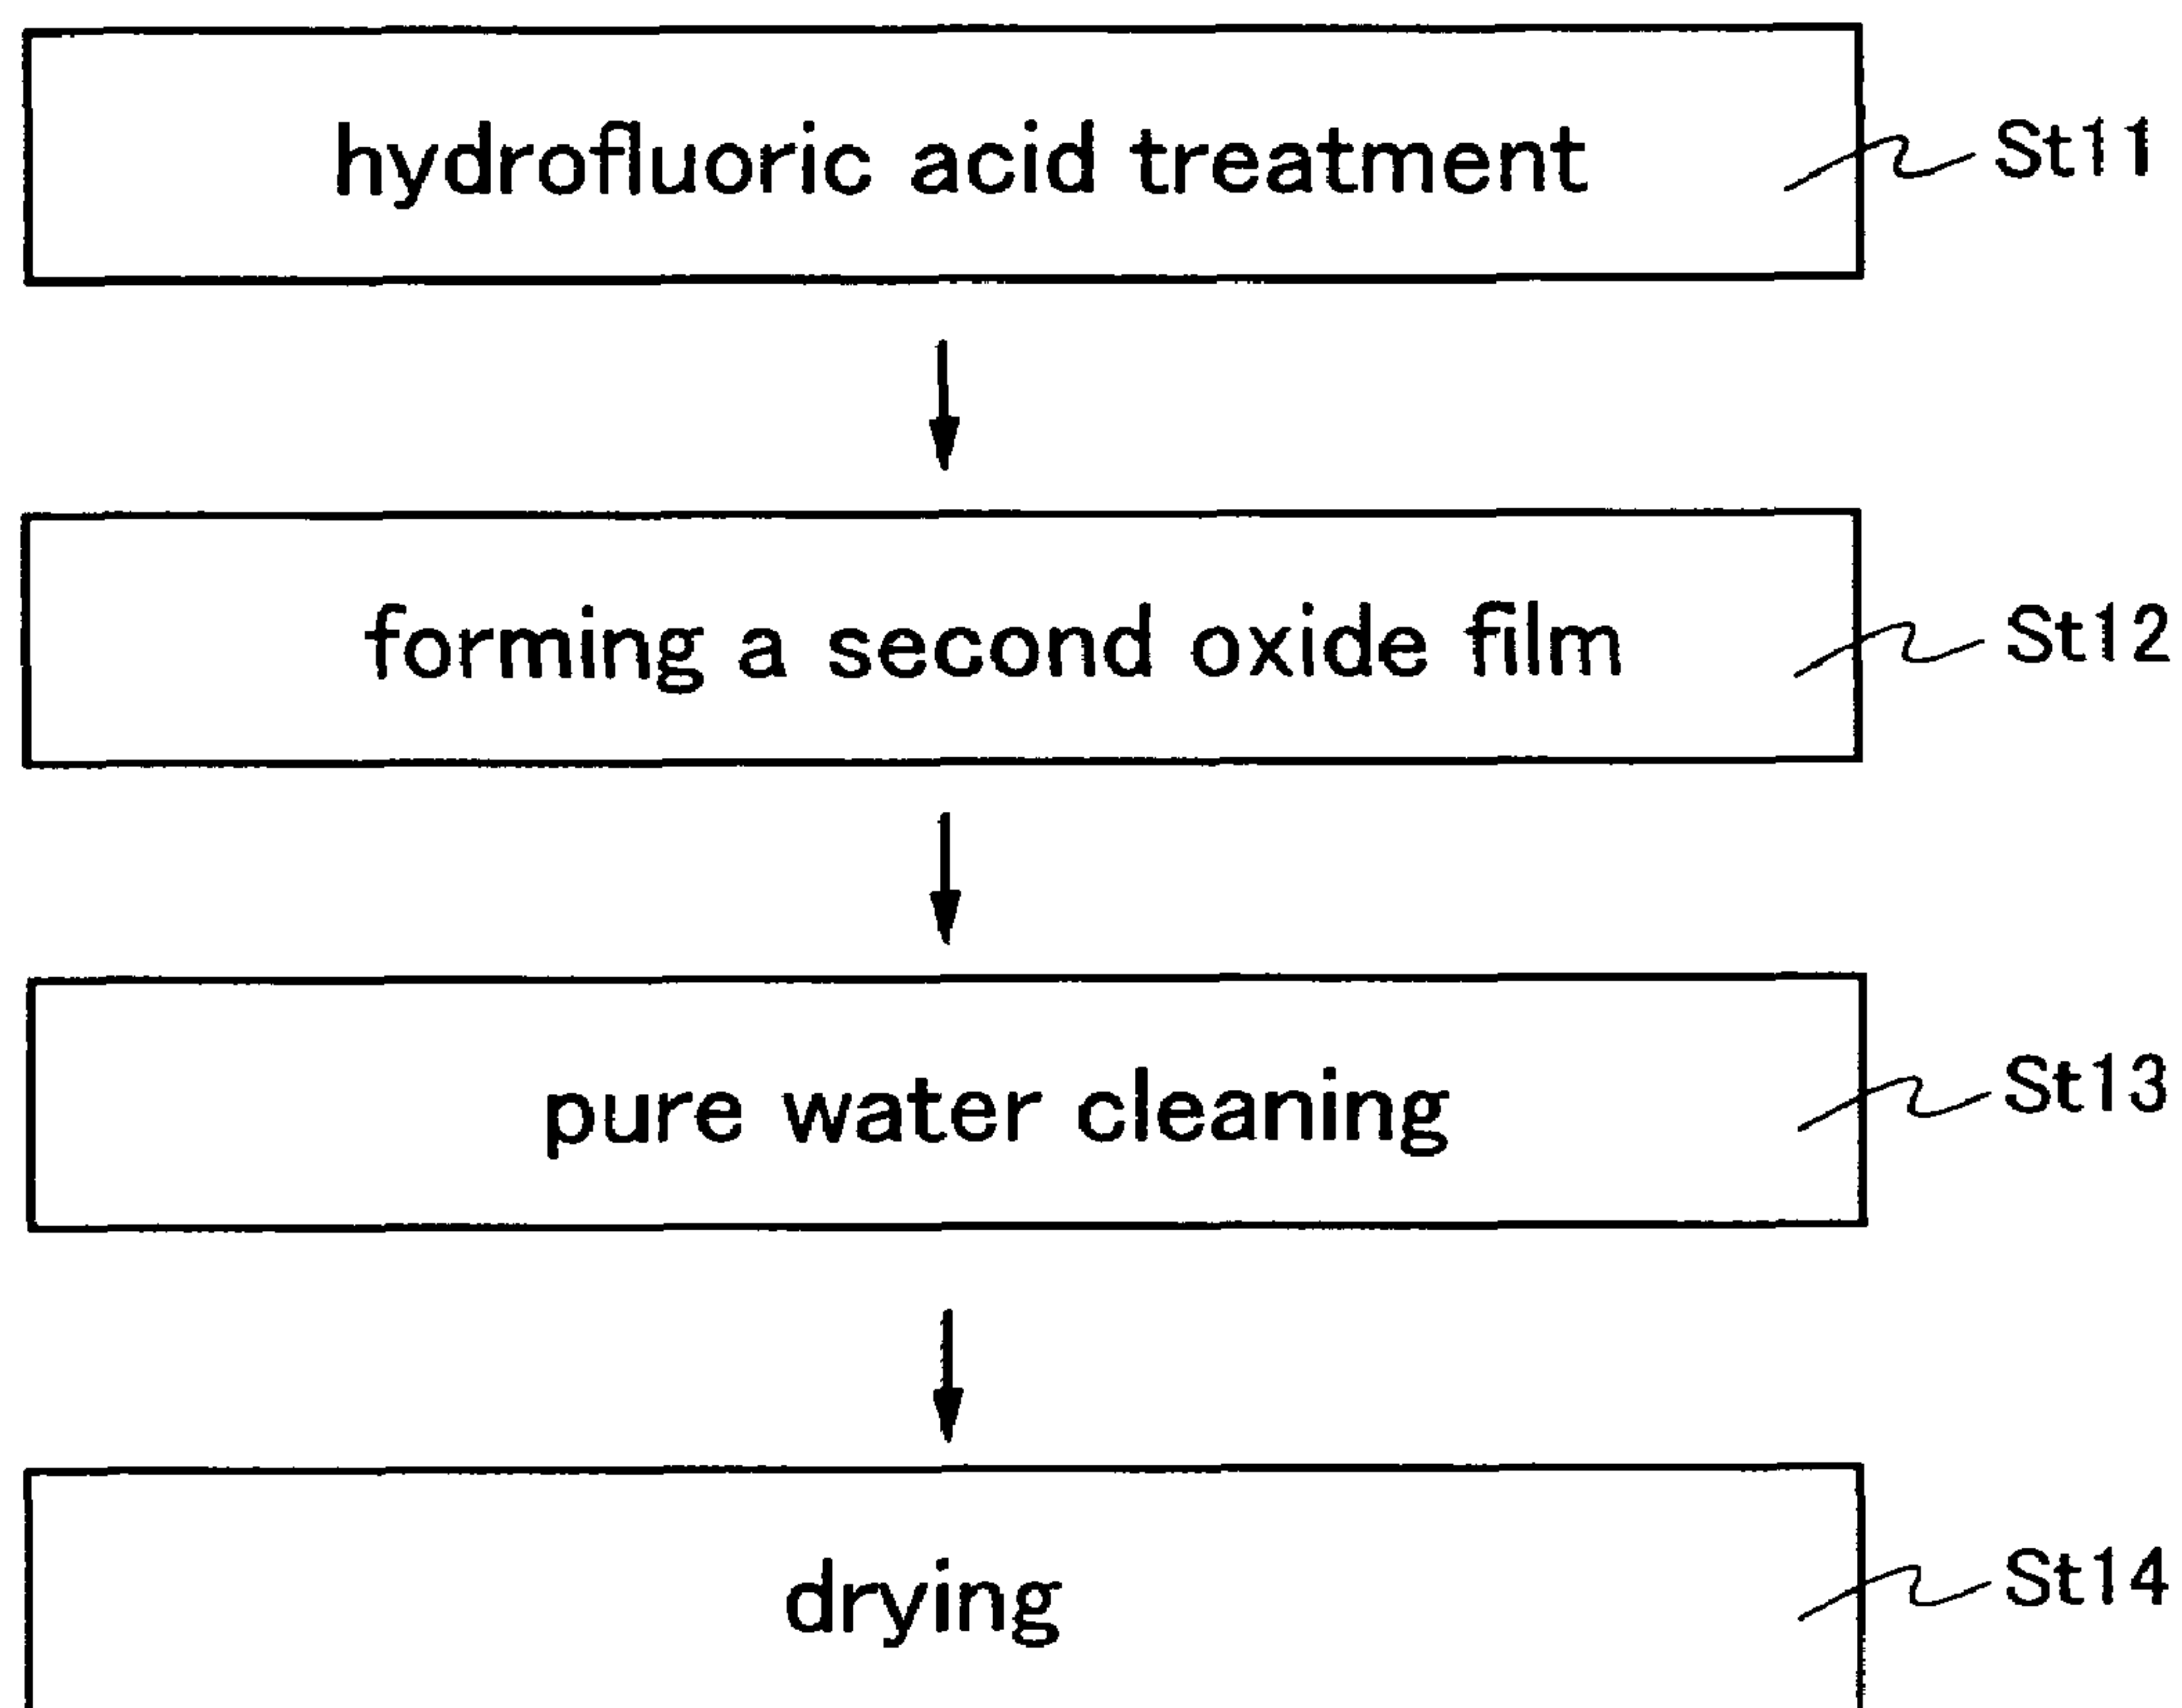 hydrofluoric acid treatment St11
forming a second oxide film St12
pure water cleaning St13
drying St14